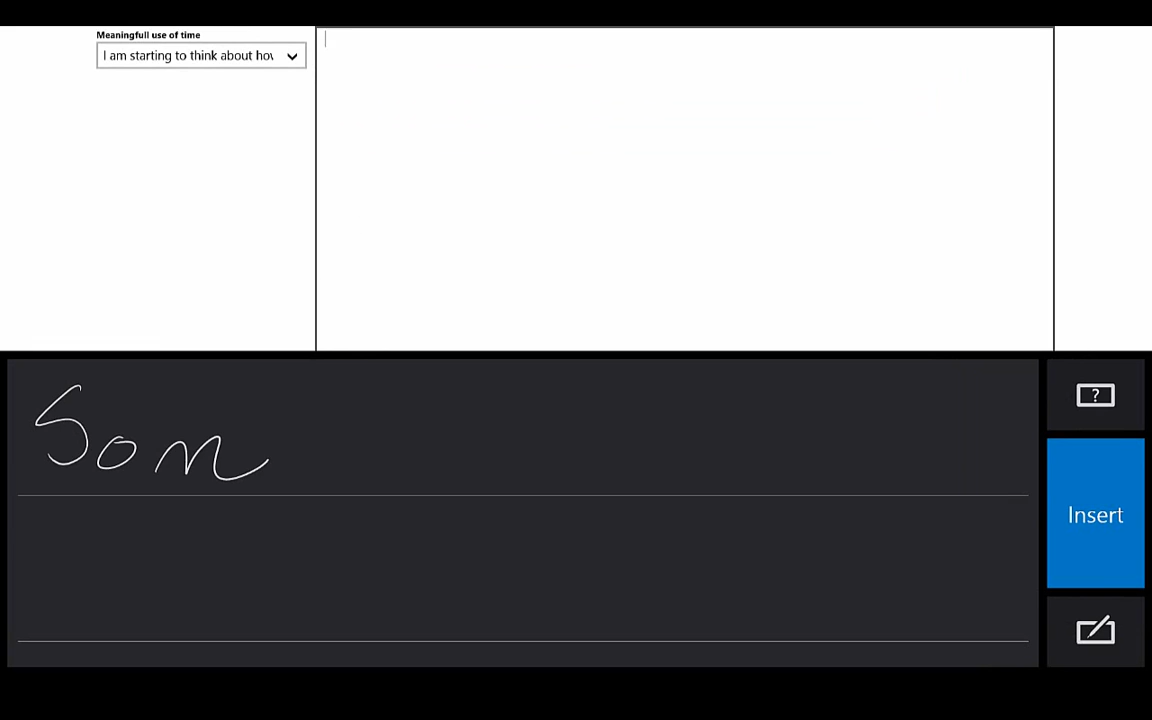 Meaningfull use of time
I am starting to think about hov
?
Som
Insert